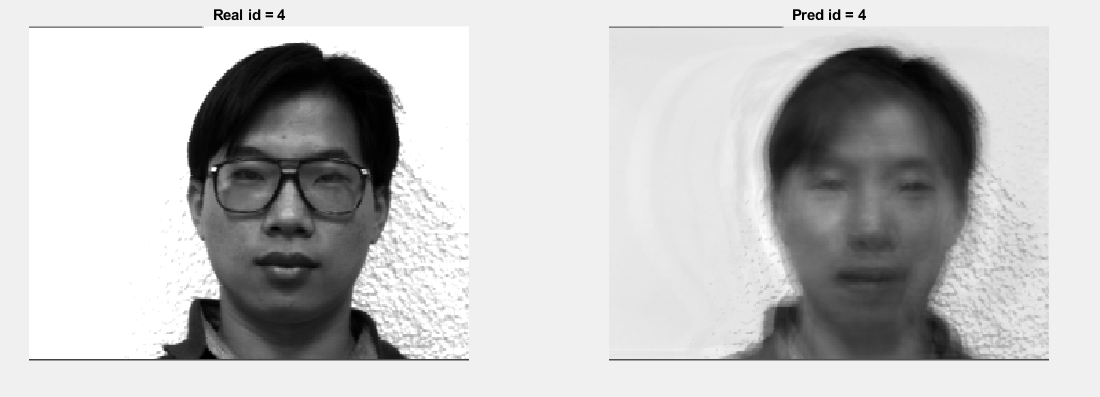 Real id = 4
Pred id = 4